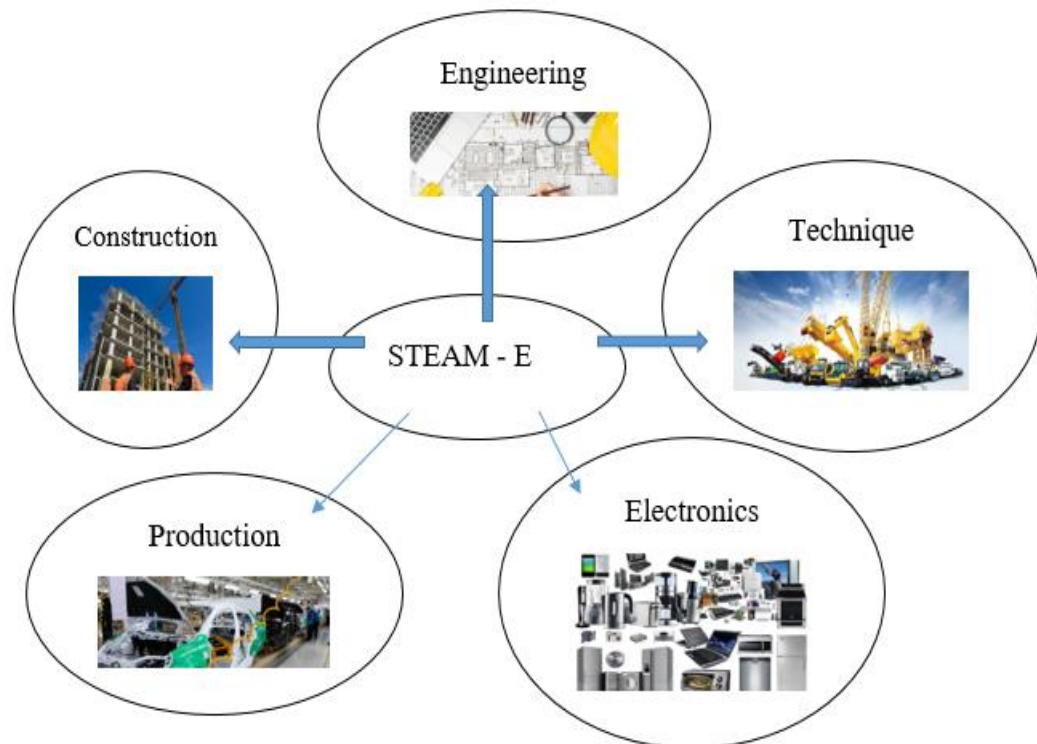 Engineering
Construction
Technique
STEAM - E
Production
Electronics